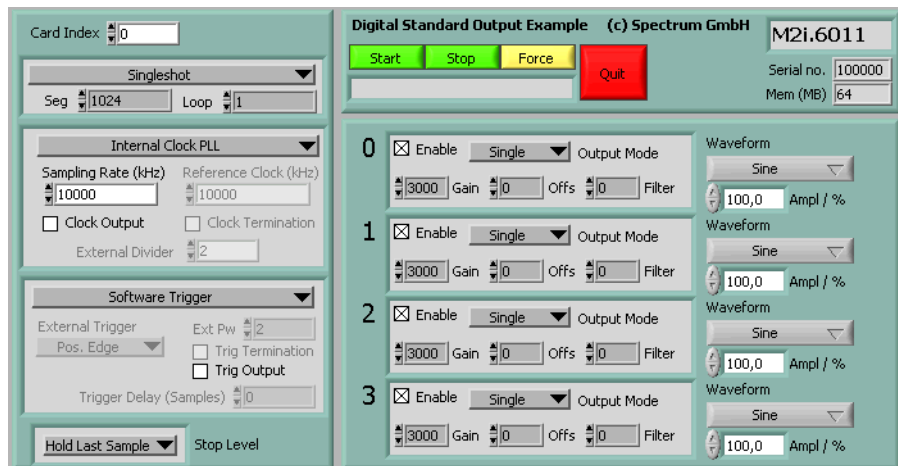 Card Index 0
Singleshot
Seg 1024 Loop 1
Internal Clock PLL
Sampling Rate (kHz) Reference Clock (kHz)
10000 10000
Clock Output Clock Termination
External Divider 2
Software Trigger
External Trigger Ext Pw 2
Pos. Edge Trig Termination
Trig Output
Trigger Delay (Samples) 0
Hold Last Sample Stop Level
Digital Standard Output Example (c) Spectrum GmbH M2i.6011
Start Stop Force Quit
Serial no. 100000
Mem (MB) 64
0 Enable Single Output Mode
3000 Gain 0 Offs 0 Filter
Waveform
Sine
100,0 Ampl / %
1 Enable Single Output Mode
3000 Gain 0 Offs 0 Filter
Waveform
Sine
100,0 Ampl / %
2 Enable Single Output Mode
3000 Gain 0 Offs 0 Filter
Waveform
Sine
100,0 Ampl / %
3 Enable Single Output Mode
3000 Gain 0 Offs 0 Filter
Waveform
Sine
100,0 Ampl / %